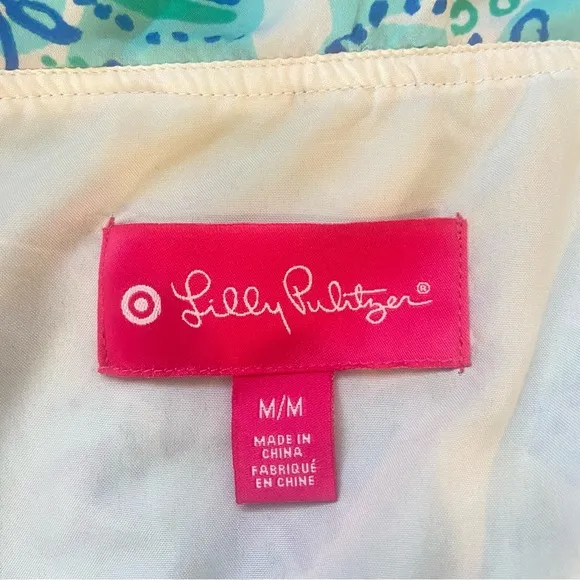 Lilly Pulitzer®
M/M
MADE IN
CHINA
FABRIQUÉ
EN CHINE